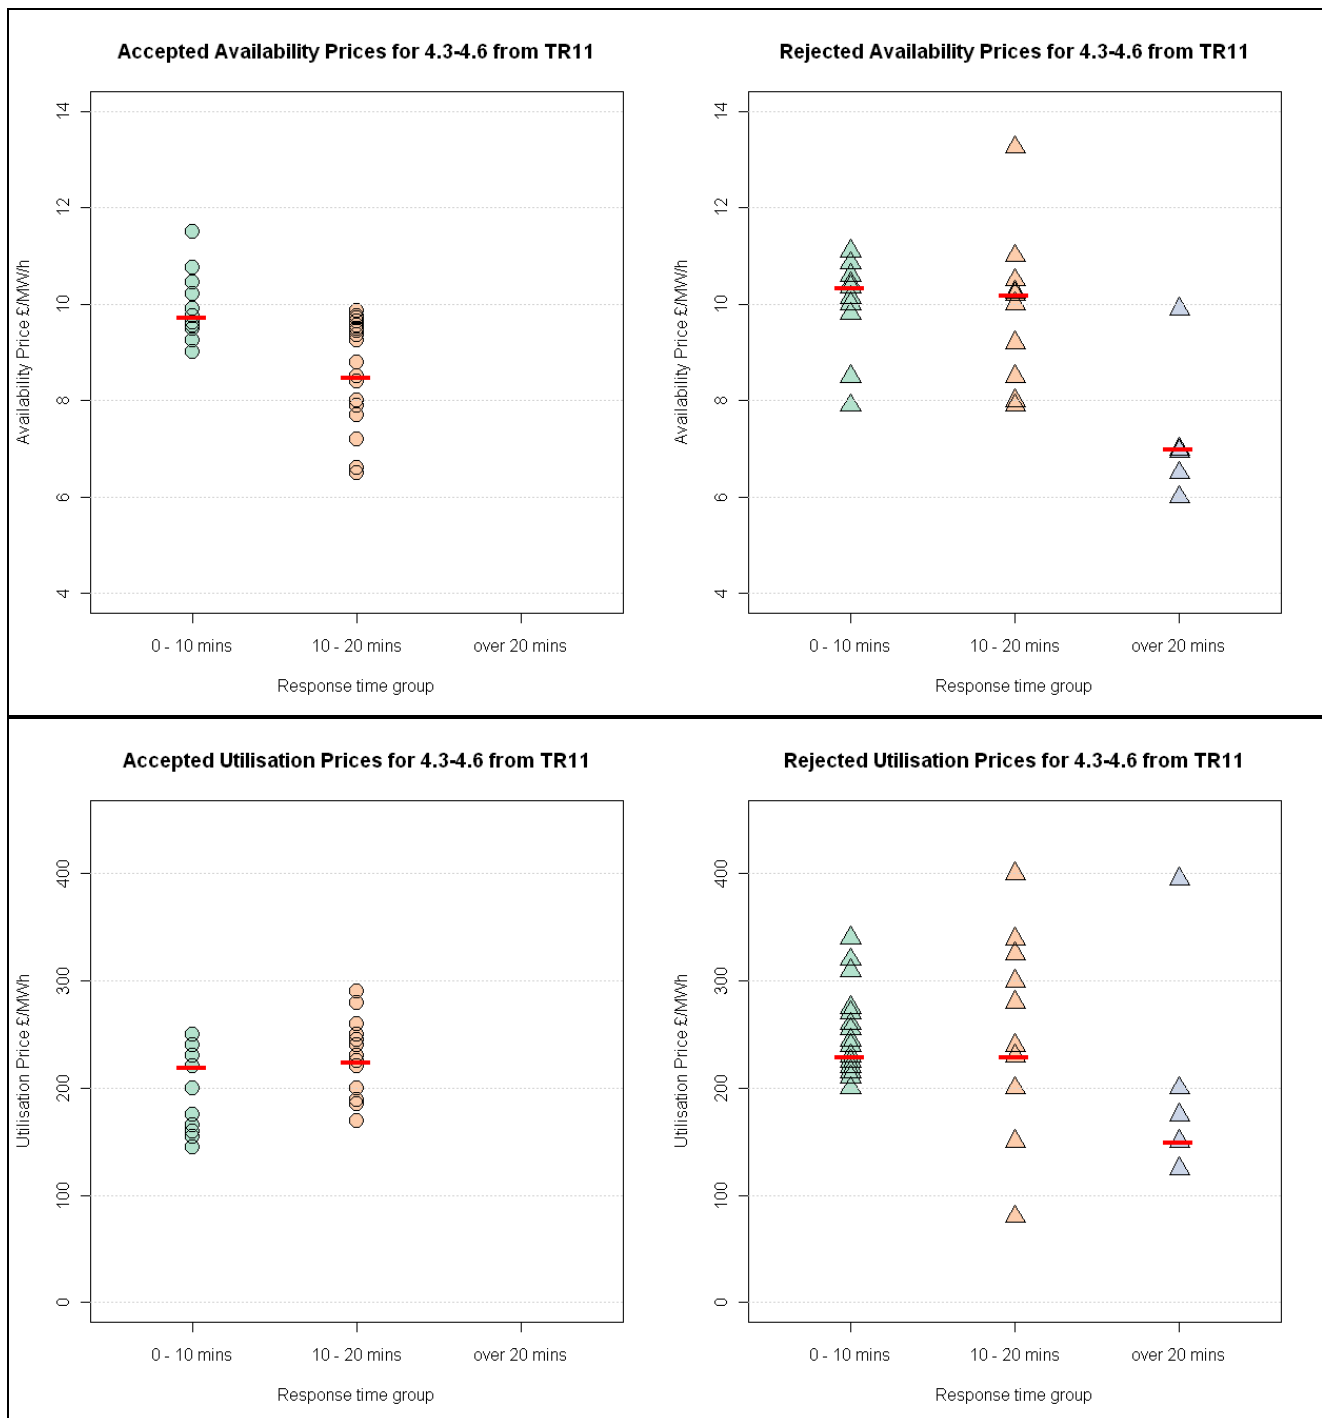 Accepted Availability Prices for 4.3-4.6 from TR11
Availability Price £/MW/h
14
12
10
8
6
4
0 - 10 mins
10 - 20 mins
over 20 mins
Response time group
Rejected Availability Prices for 4.3-4.6 from TR11
Availability Price £/MW/h
14
12
10
8
6
4
0 - 10 mins
10 - 20 mins
over 20 mins
Response time group
Accepted Utilisation Prices for 4.3-4.6 from TR11
Utilisation Price £/MWh
400
300
200
100
0
0 - 10 mins
10 - 20 mins
over 20 mins
Response time group
Rejected Utilisation Prices for 4.3-4.6 from TR11
Utilisation Price £/MWh
400
300
200
100
0
0 - 10 mins
10 - 20 mins
over 20 mins
Response time group